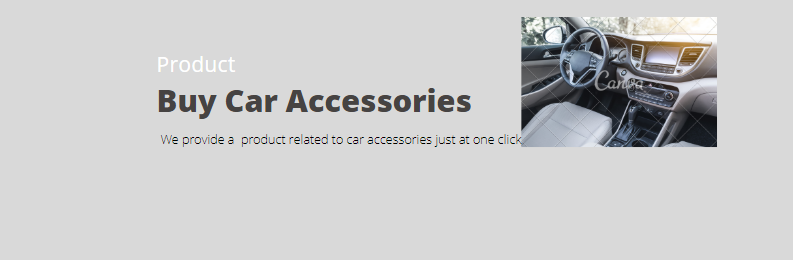 Product
Buy Car Accessories
We provide a  product related to car accessories just at one click
Canva